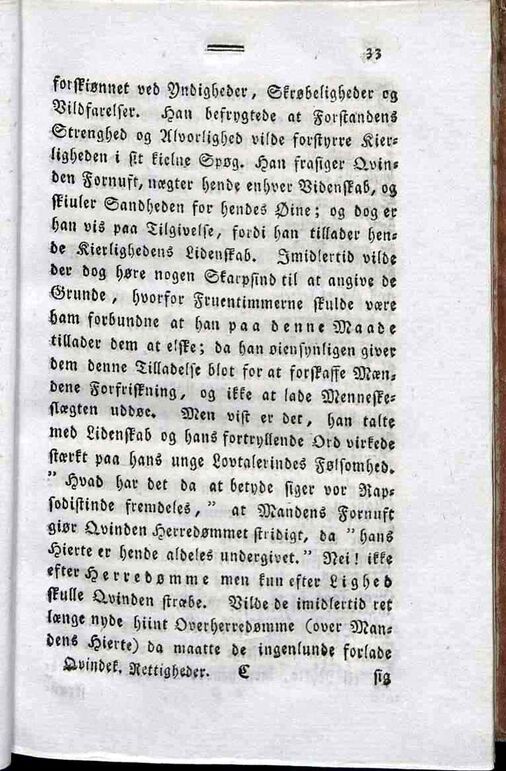 33
forskiønnet ved Yndigheder, Skrøbeligheder og
Vildfarelser. Han befrygtede at Forstandens
Strenghed og Alvorlighed vilde forstyrre Kier-
ligheden i sit kielne Spøg. Han frasiger Qvin-
den Fornuft, nægter hende enhver Videnskab, og
skiuler Sandheden for hendes Øine; og dog er
han vis paa Tilgivelse, fordi han tillader hen-
de Kierlighedens Lidenskab. Imidlertid vilde
der dog høre nogen Skarpsind til at angive de
Grunde, hvorfor Fruentimmerne skulde være
ham forbundne at han paa denne Maade
tillader dem at elske; da han øiensynligen giver
dem denne Tilladelse blot for at forskaffe Mæn-
dene Forfriskning, og ikke at lade Menneske-
slægten uddøe. Men vist er det, han talte
med Lidenskab og hans fortryllende Ord virkede
stærkt paa hans unge Lovtalerindes Følsomhed.
" Hvad har det da at betyde siger vor Rap-
sodistinde fremdeles, " at Mandens Fornuft
giør Qvinden Herredømmet stridigt, da " hans
Hierte er hende aldeles undergivet. " Nei! ikke
efter Herredømme men kun efter Lighed
skulle Qvinden stræbe. Vilde de imidlertid ret
længe nyde hiint Overherredømme (over Man-
dens Hierte) da maatte de ingenlunde forlade
Qvindek. Rettigheder. C sig